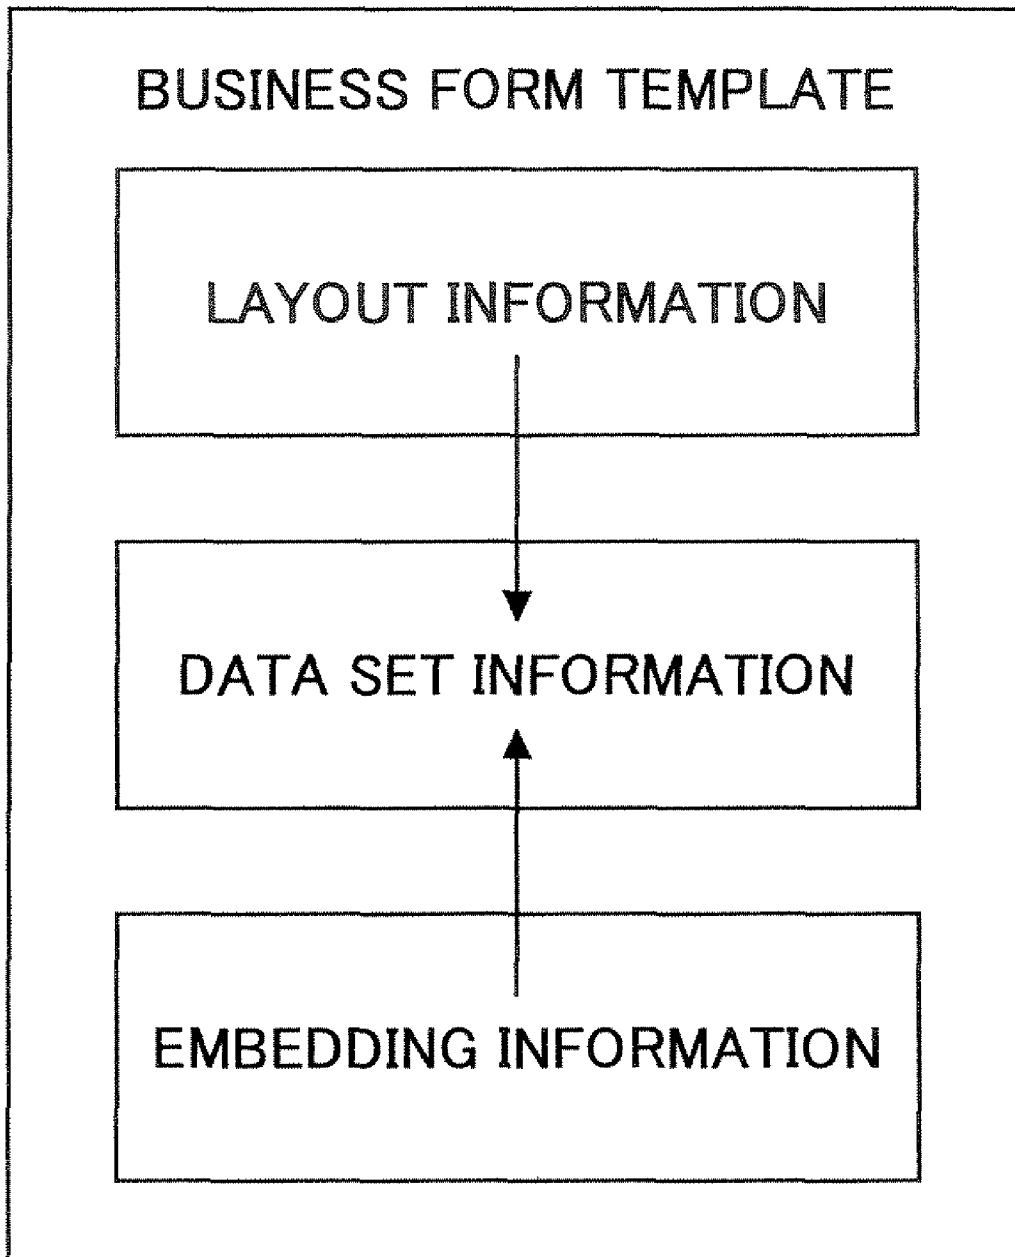 BUSINESS FORM TEMPLATE
LAYOUT INFORMATION
DATA SET INFORMATION
EMBEDDING INFORMATION